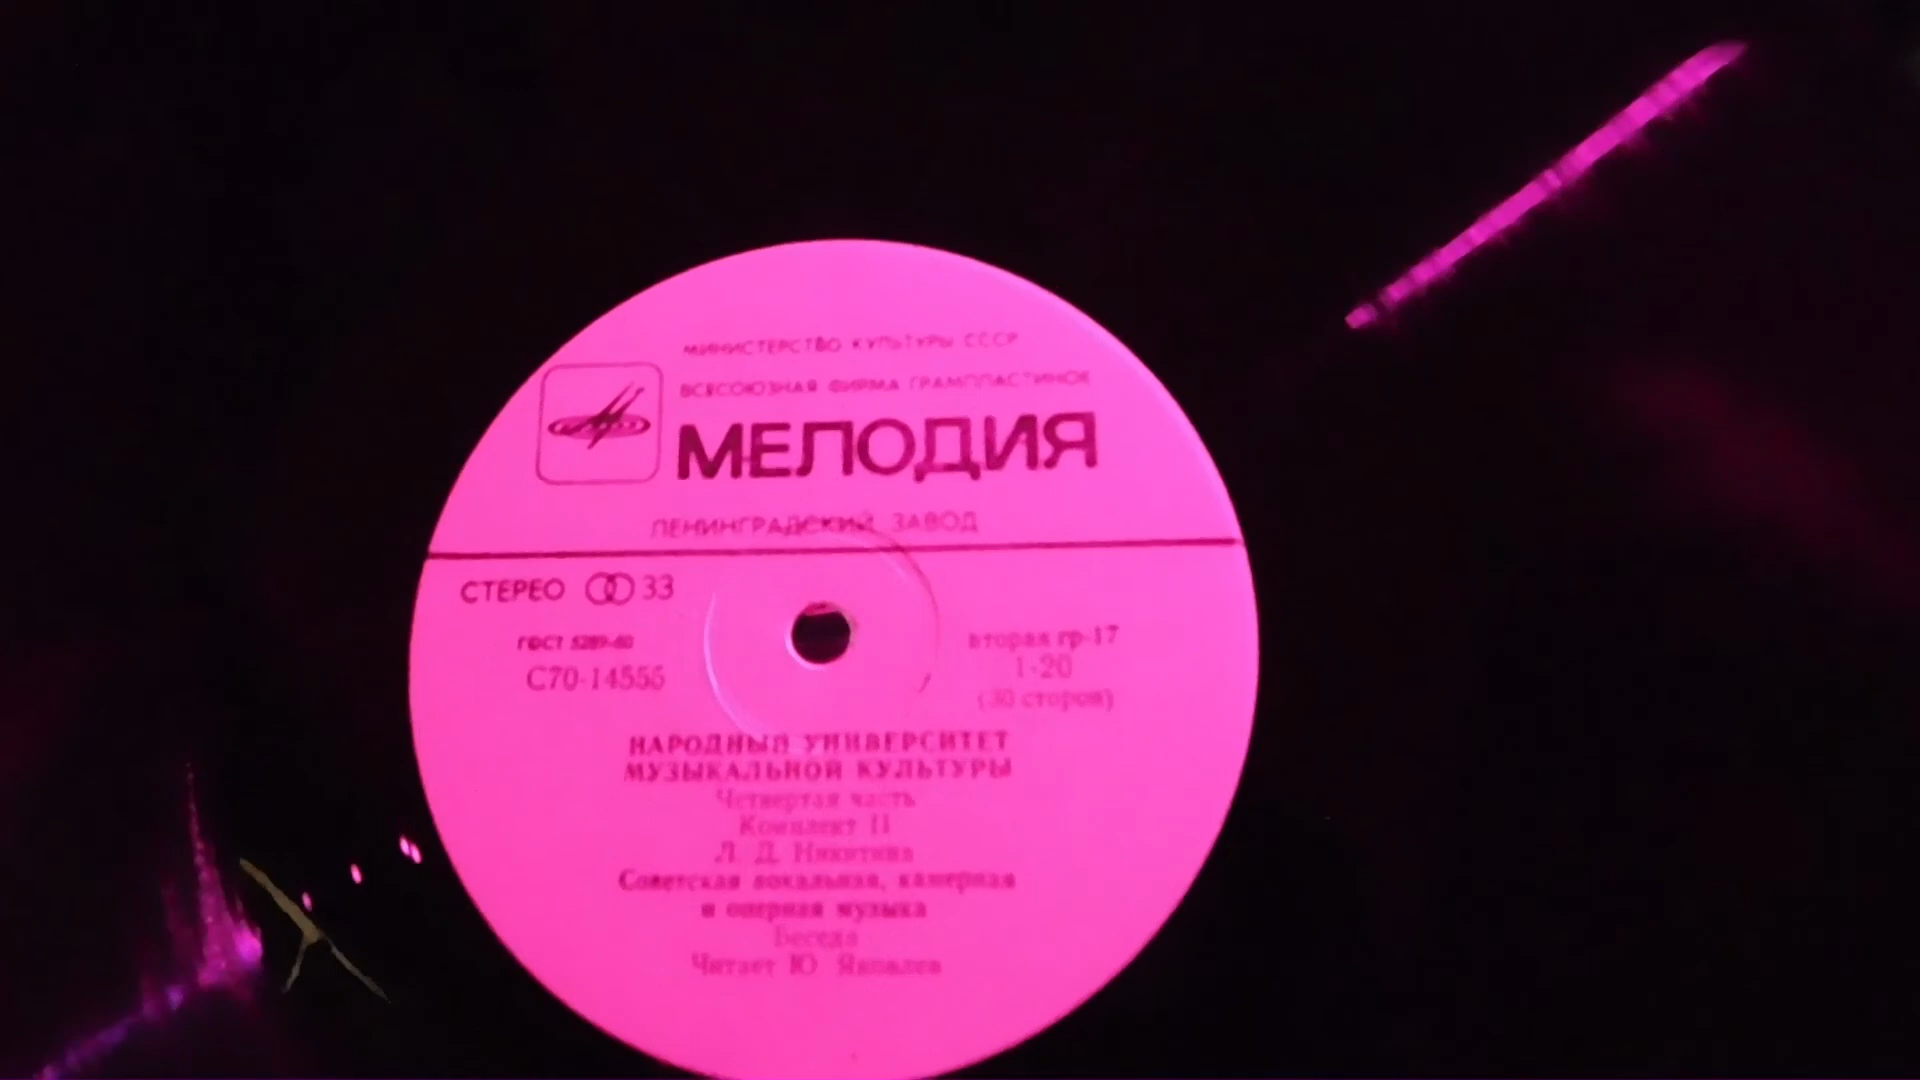 МИНИСТЕРСТВО КУЛЬТУРЫ СССР
ВСЕСОЮЗНАЯ ФИРМА ГРАМПЛАСТИНОК
МЕЛОДИЯ
ЛЕНИНГРАДСКИЙ ЗАВОД
СТЕРЕО 33
ГОСТ 5289-80
С70-14555
вторая гр-17
1-20
(30 сторон)
НАРОДНЫЙ УНИВЕРСИТЕТ
МУЗЫКАЛЬНОЙ КУЛЬТУРЫ
Четвертая часть
Комплект II
Л. Д. Никитина
Советская вокальная, камерная
и оперная музыка
Беседа
Читает Ю. Яковлев